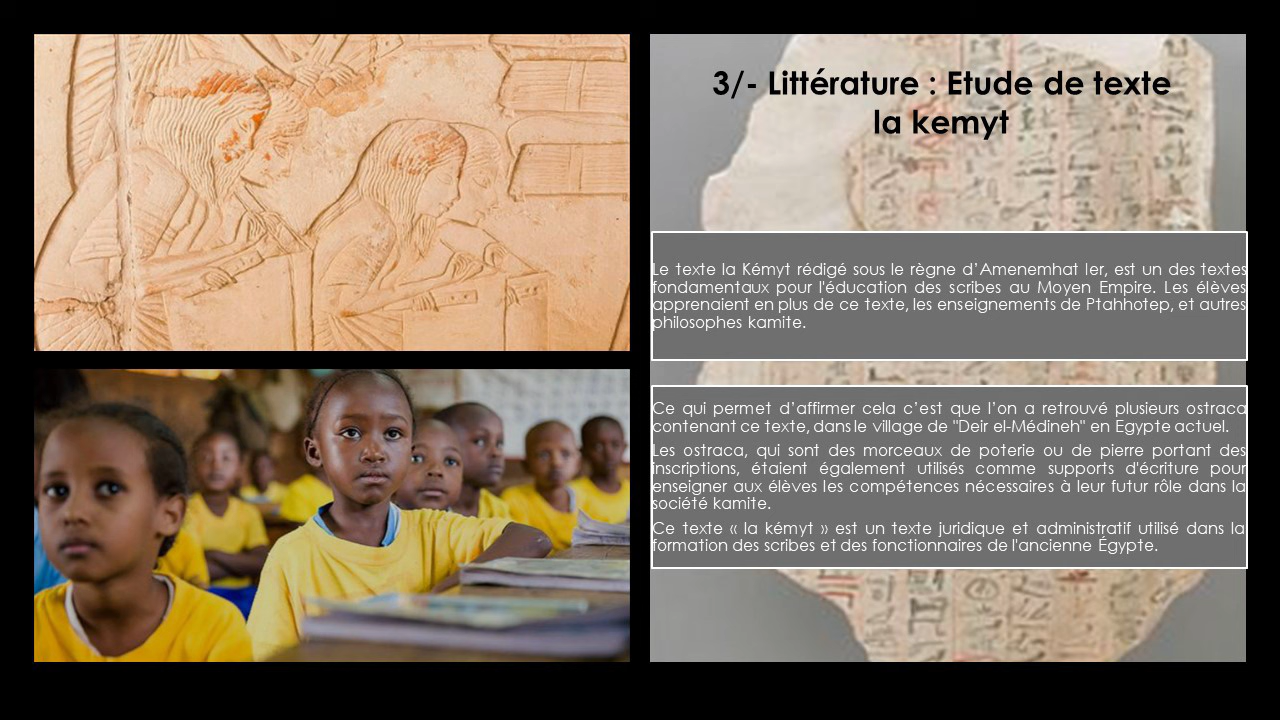 3/- Littérature : Etude de texte
la kemyt
Le texte la Kémyt rédigé sous le règne d’Amenemhat Ier, est un des textes
fondamentaux pour l'éducation des scribes au Moyen Empire. Les élèves
apprenaient en plus de ce texte, les enseignements de Ptahhotep, et autres
philosophes kamite.
Ce qui permet d’affirmer cela c’est que l’on a retrouvé plusieurs ostraca
contenant ce texte, dans le village de "Deir el-Médineh" en Egypte actuel.
Les ostraca, qui sont des morceaux de poterie ou de pierre portant des
inscriptions, étaient également utilisés comme supports d'écriture pour
enseigner aux élèves les compétences nécessaires à leur futur rôle dans la
société kamite.
Ce texte « la kémyt » est un texte juridique et administratif utilisé dans la
formation des scribes et des fonctionnaires de l'ancienne Égypte.